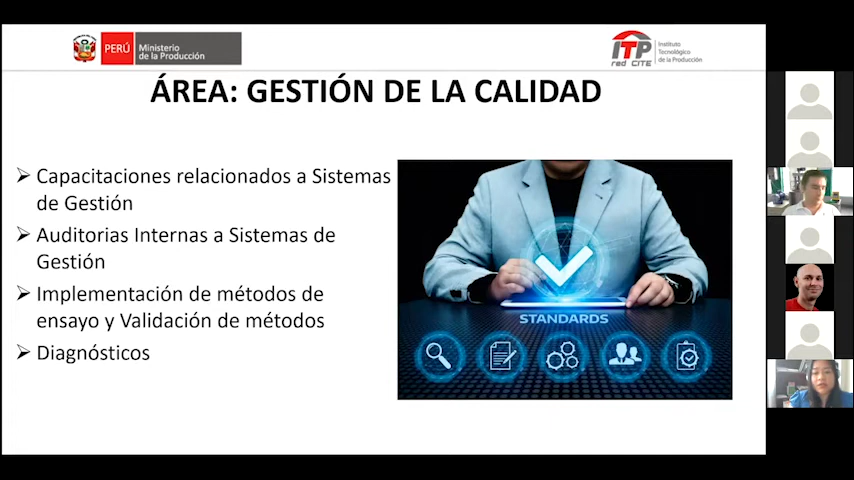 PERÚ
Ministerio
de la Producción
ITP
red CITE
Instituto
Tecnológico
de la Producción
ÁREA: GESTIÓN DE LA CALIDAD
Capacitaciones relacionados a Sistemas
de Gestión
Auditorias Internas a Sistemas de
Gestión
Implementación de métodos de
ensayo y Validación de métodos
Diagnósticos
STANDARDS